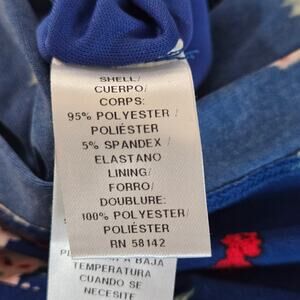 SHELL/
CUERPO/
CORPS:
95% POLYESTER/
POLIÉSTER
5% SPANDEX /
ELASTANO
LINING/
FORRO/
DOUBLURE:
100% POLYESTER/
POLIÉSTER
RN 58142
A BAJA
TEMPERATURA
CUANDO SE
NECESITE